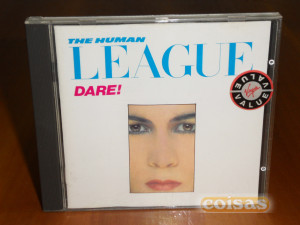 THE HUMAN
LEAGUE
DARE!
VALUE
Virgin
VALUE
coisas